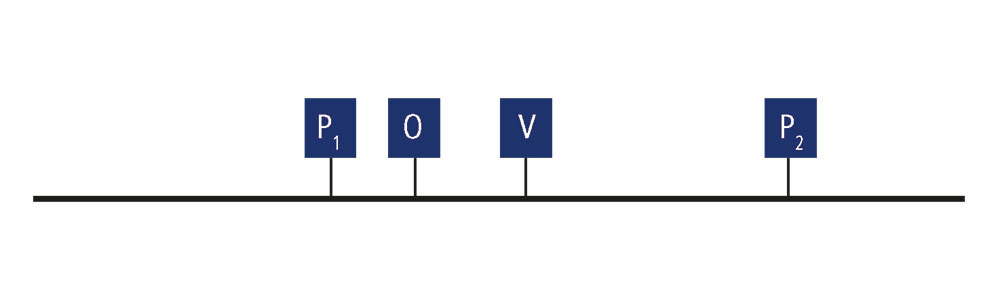 P₁ O V P₂